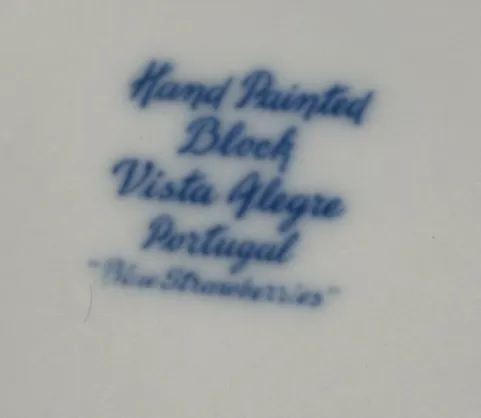 Hand Painted
Block
Vista Alegre
Portugal
"Blue Strawberries"